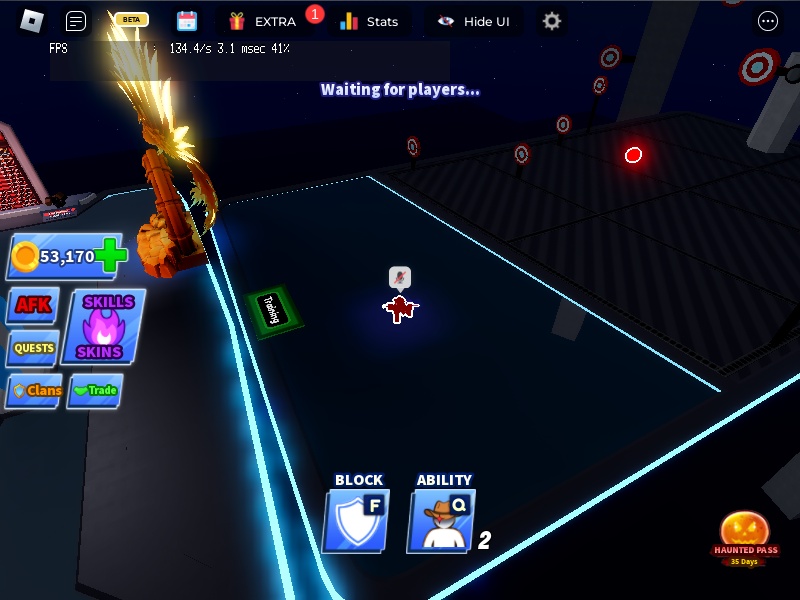 BETA
EXTRA
1
Stats
Hide UI
FPS 134.4/s 3.1 msec 41%
Waiting for players...
53,170
AFK
SKILLS
SKINS
QUESTS
Clans
Trade
Training
BLOCK
F
ABILITY
Q
2
HAUNTED PASS
35 Days